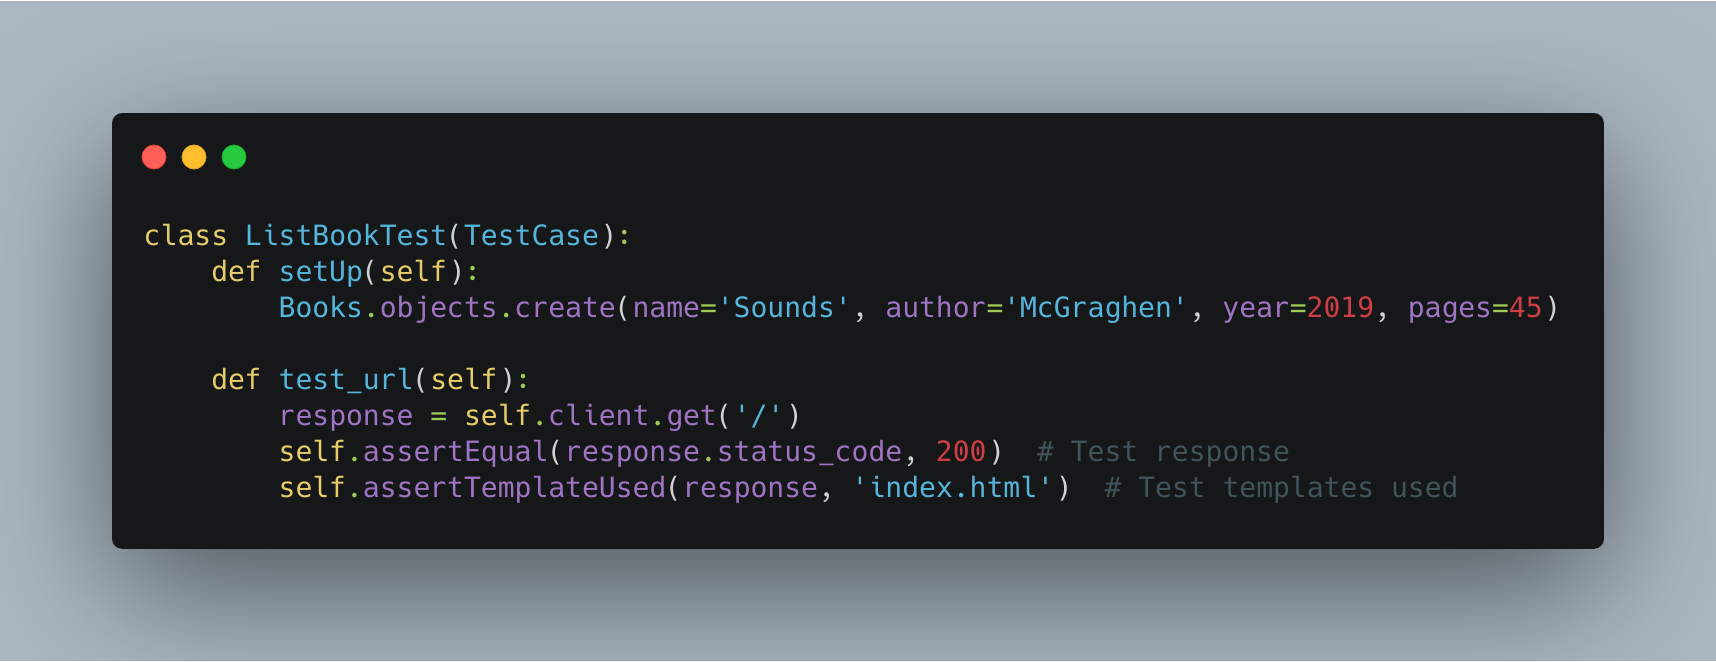 class ListBookTest(TestCase):
    def setUp(self):
        Books.objects.create(name='Sounds', author='McGraghen', year=2019, pages=45)

    def test_url(self):
        response = self.client.get('/')
        self.assertEqual(response.status_code, 200)  # Test response
        self.assertTemplateUsed(response, 'index.html')  # Test templates used